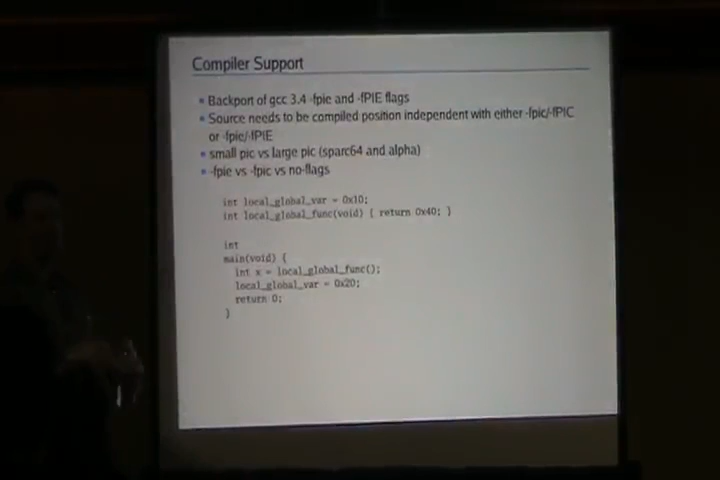 Compiler Support
Backport of gcc 3.4 -fpie and -fPIE flags
Source needs to be compiled position independent with either -fpic/-fPIC
or -fpie/-fPIE
small pic vs large pic (sparc64 and alpha)
-fpie vs -fpic vs no-flags
int local_global_var = 0x10;
int local_global_func(void) { return 0x40; }
int
main(void) {
int x = local_global_func();
local_global_var = 0x20;
return 0;
}